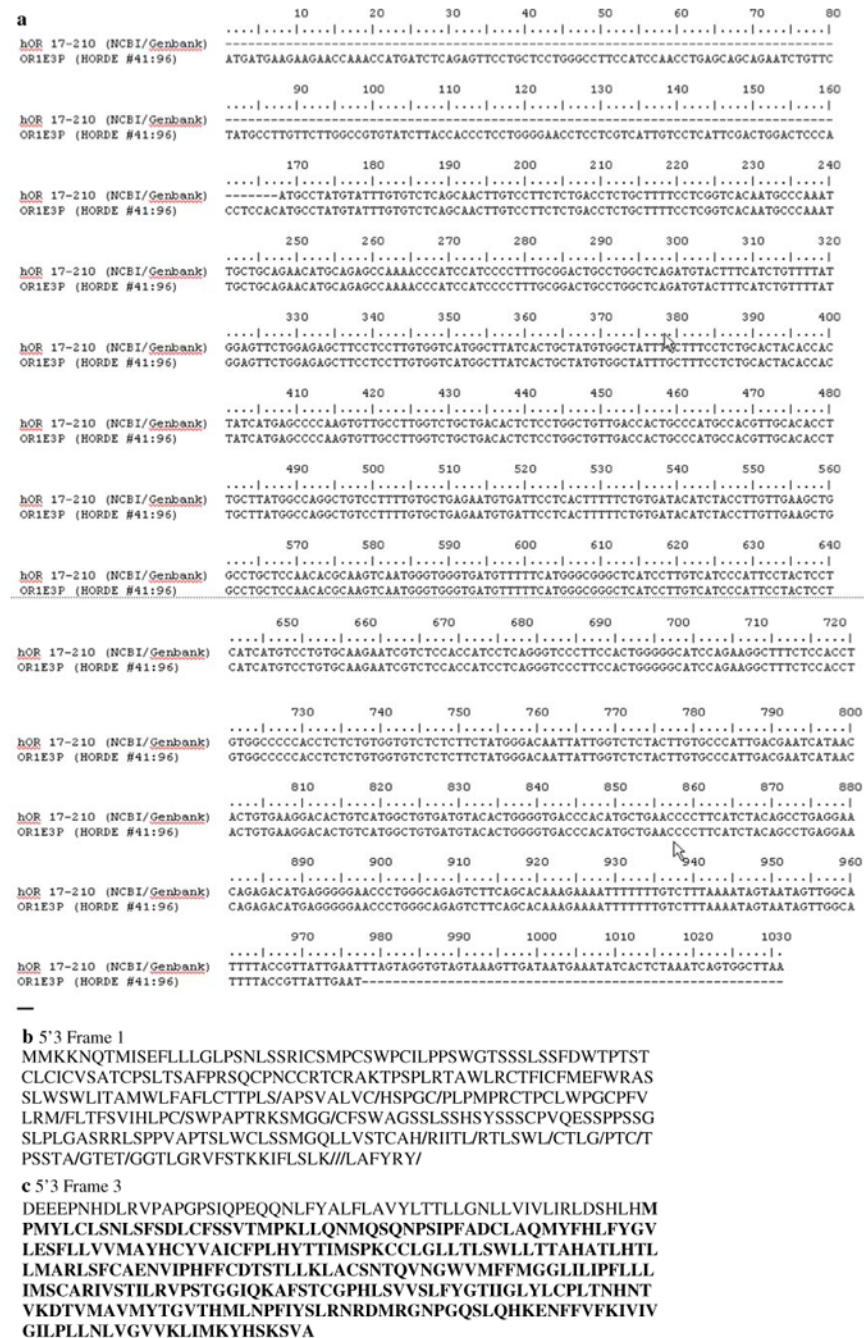 a
10 20 30 40 50 60 70 80
hOR 17-210 (NCBI/Genbank) --------------------------------------------------------------------------------
OR1E3P (HORDE #41:96) ATGATGAAGAAGAACCAAACCATGATCTCAGAGTTCCTGCTCCTGGGCCTTCCATCCAACCTGAGCAGCAGAATCTGTTC
90 100 110 120 130 140 150 160
....|....|....|....|....|....|....|....|....|....|....|....|....|....|....|....|
hOR 17-210 (NCBI/Genbank) --------------------------------------------------------------------------------
OR1E3P (HORDE #41:96) TATGCCTTGTTCTTGGCCGTGTATCTTACCACCCTCCTGGGGAACCTCCTCGTCATTGTCCTCATTCGACTGGACTCCCA
170 180 190 200 210 220 230 240
....|....|....|....|....|....|....|....|....|....|....|....|....|....|....|....|
hOR 17-210 (NCBI/Genbank) -------ATGCCTATGTATTTGTGTCTCAGCAACTTGTCCTTCTCTGACCTCTGCTTTTCCTCGGTCACAATGCCCAAAT
OR1E3P (HORDE #41:96) CCTCCACATGCCTATGTATTTGTGTCTCAGCAACTTGTCCTTCTCTGACCTCTGCTTTTCCTCGGTCACAATGCCCAAAT
250 260 270 280 290 300 310 320
....|....|....|....|....|....|....|....|....|....|....|....|....|....|....|....|
hOR 17-210 (NCBI/Genbank) TGCTGCAGAACATGCAGAGCCAAAACCCATCCATCCCCTTTGCGGACTGCCTGGCTCAGATGTACTTTCATCTGTTTTAT
OR1E3P (HORDE #41:96) TGCTGCAGAACATGCAGAGCCAAAACCCATCCATCCCCTTTGCGGACTGCCTGGCTCAGATGTACTTTCATCTGTTTTAT
330 340 350 360 370 380 390 400
....|....|....|....|....|....|....|....|....|....|....|....|....|....|....|....|
hOR 17-210 (NCBI/Genbank) GGAGTTCTGGAGAGCTTCCTCCTTGTGGTCATGGCTTATCACTGCTATGTGGCTATTTGCTTTCCTCTGCACTACACCAC
OR1E3P (HORDE #41:96) GGAGTTCTGGAGAGCTTCCTCCTTGTGGTCATGGCTTATCACTGCTATGTGGCTATTTGCTTTCCTCTGCACTACACCAC
410 420 430 440 450 460 470 480
....|....|....|....|....|....|....|....|....|....|....|....|....|....|....|....|
hOR 17-210 (NCBI/Genbank) TATCATGAGCCCCAAGTGTTGCCTTGGTCTGCTGACACTCTCCTGGCTGTTGACCACTGCCCATGCCACGTTGCACACCT
OR1E3P (HORDE #41:96) TATCATGAGCCCCAAGTGTTGCCTTGGTCTGCTGACACTCTCCTGGCTGTTGACCACTGCCCATGCCACGTTGCACACCT
490 500 510 520 530 540 550 560
....|....|....|....|....|....|....|....|....|....|....|....|....|....|....|....|
hOR 17-210 (NCBI/Genbank) TGCTTATGGCCAGGCTGTCCTTTTGTGCTGAGAATGTGATTCCTCACTTTTTCTGTGATACATCTACCTTGTTGAAGCTG
OR1E3P (HORDE #41:96) TGCTTATGGCCAGGCTGTCCTTTTGTGCTGAGAATGTGATTCCTCACTTTTTCTGTGATACATCTACCTTGTTGAAGCTG
570 580 590 600 610 620 630 640
....|....|....|....|....|....|....|....|....|....|....|....|....|....|....|....|
hOR 17-210 (NCBI/Genbank) GCCTGCTCCAACACGCAAGTCAATGGGTGGGTGATGTTTTTCATGGGCGGGCTCATCCTTGTCATCCCATTCCTACTCCT
OR1E3P (HORDE #41:96) GCCTGCTCCAACACGCAAGTCAATGGGTGGGTGATGTTTTTCATGGGCGGGCTCATCCTTGTCATCCCATTCCTACTCCT
650 660 670 680 690 700 710 720
....|....|....|....|....|....|....|....|....|....|....|....|....|....|....|....|
hOR 17-210 (NCBI/Genbank) CATCATGTCCTGTGCAAGAATCGTCTCCACCATCCTCAGGGTCCCTTCCACTGGGGGCATCCAGAAGGCTTTCTCCACCT
OR1E3P (HORDE #41:96) CATCATGTCCTGTGCAAGAATCGTCTCCACCATCCTCAGGGTCCCTTCCACTGGGGGCATCCAGAAGGCTTTCTCCACCT
730 740 750 760 770 780 790 800
....|....|....|....|....|....|....|....|....|....|....|....|....|....|....|....|
hOR 17-210 (NCBI/Genbank) GTGGCCCCCACCTCTCTGTGGTGTCTCTCTTCTATGGGACAATTATTGGTCTCTACTTGTGCCCATTGACGAATCATAAC
OR1E3P (HORDE #41:96) GTGGCCCCCACCTCTCTGTGGTGTCTCTCTTCTATGGGACAATTATTGGTCTCTACTTGTGCCCATTGACGAATCATAAC
810 820 830 840 850 860 870 880
....|....|....|....|....|....|....|....|....|....|....|....|....|....|....|....|
hOR 17-210 (NCBI/Genbank) ACTGTGAAGGACACTGTCATGGCTGTGATGTACACTGGGGTGACCCACATGCTGAACCCCTTCATCTACAGCCTGAGGAA
OR1E3P (HORDE #41:96) ACTGTGAAGGACACTGTCATGGCTGTGATGTACACTGGGGTGACCCACATGCTGAACCCCTTCATCTACAGCCTGAGGAA
890 900 910 920 930 940 950 960
....|....|....|....|....|....|....|....|....|....|....|....|....|....|....|....|
hOR 17-210 (NCBI/Genbank) CAGAGACATGAGGGGGAACCCTGGGCAGAGTCTTCAGCACAAAGAAAATTTTTTTGTCTTTAAAATAGTAATAGTTGGCA
OR1E3P (HORDE #41:96) CAGAGACATGAGGGGGAACCCTGGGCAGAGTCTTCAGCACAAAGAAAATTTTTTTGTCTTTAAAATAGTAATAGTTGGCA
970 980 990 1000 1010 1020 1030
....|....|....|....|....|....|....|....|....|....|....|....|....|....|.
hOR 17-210 (NCBI/Genbank) TTTTACCGTTATTGAATTTAGTAGGTGTAGTAAAGTTGATAATGAAATATCACTCTAAATCAGTGGCTTAA
OR1E3P (HORDE #41:96) TTTTACCGTTATTGAAT------------------------------------------------------
b 5'3 Frame 1
MMKKNQTMISEFLLLGLPSNLSSRICSMPCSWPCILPPSWGTSSSLSSFDWTPTST
CLCICVSATCPSLTSAFPRSQCPNCCRTCRAKTPSPLRTAWLRCTFICFMEFWRAS
SLWSWLITAMWLFAFLCTTPLS/APSVALVC/HSPGC/PLPMPRCTPCLWPGCPFV
LRM/FLTFSVIHLPC/SWPAPTRKSMGG/CFSWAGSSLSSHSYSSSCPVQESSPPSSG
SLPLGASRRLSPPVAPTSLWCLSSMGQLLVSTCAH/RIITL/RTLSWL/CTLG/PTC/T
PSSTA/GTET/GGTLGRVFSTKKIFLSLK///LAFYRY/
c 5'3 Frame 3
DEEEPNHDLRVPAPGPSIQPEQQNLFYALFLAVYLTTLLGNLLVIVLIRLDSHLHM
PMYLCLSNLSFSDLCFSSVTMPKLLQNMQSQNPSIPFADCLAQMYFHLFYGV
LESFLLVVMAYHCYVAICFPLHYTTIMSPKCCLGLLTLSWLLTTAHATLHTL
LMARLSFCAENVIPHFFCDTSTLLKLACSNTQVNGWVMFFMGGLILIPFLLL
IMSCARIVSTILRVPSTGGIQKAFSTCGPHLSVVSLFYGTIIGLYLCPLTNHNT
VKDTVMAVMYTGVTHMLNPFIYSLRNRDMRGNPGQSLQHKENFFVFKIVIV
GILPLLNLVGVVKLIMKYHSKSVA